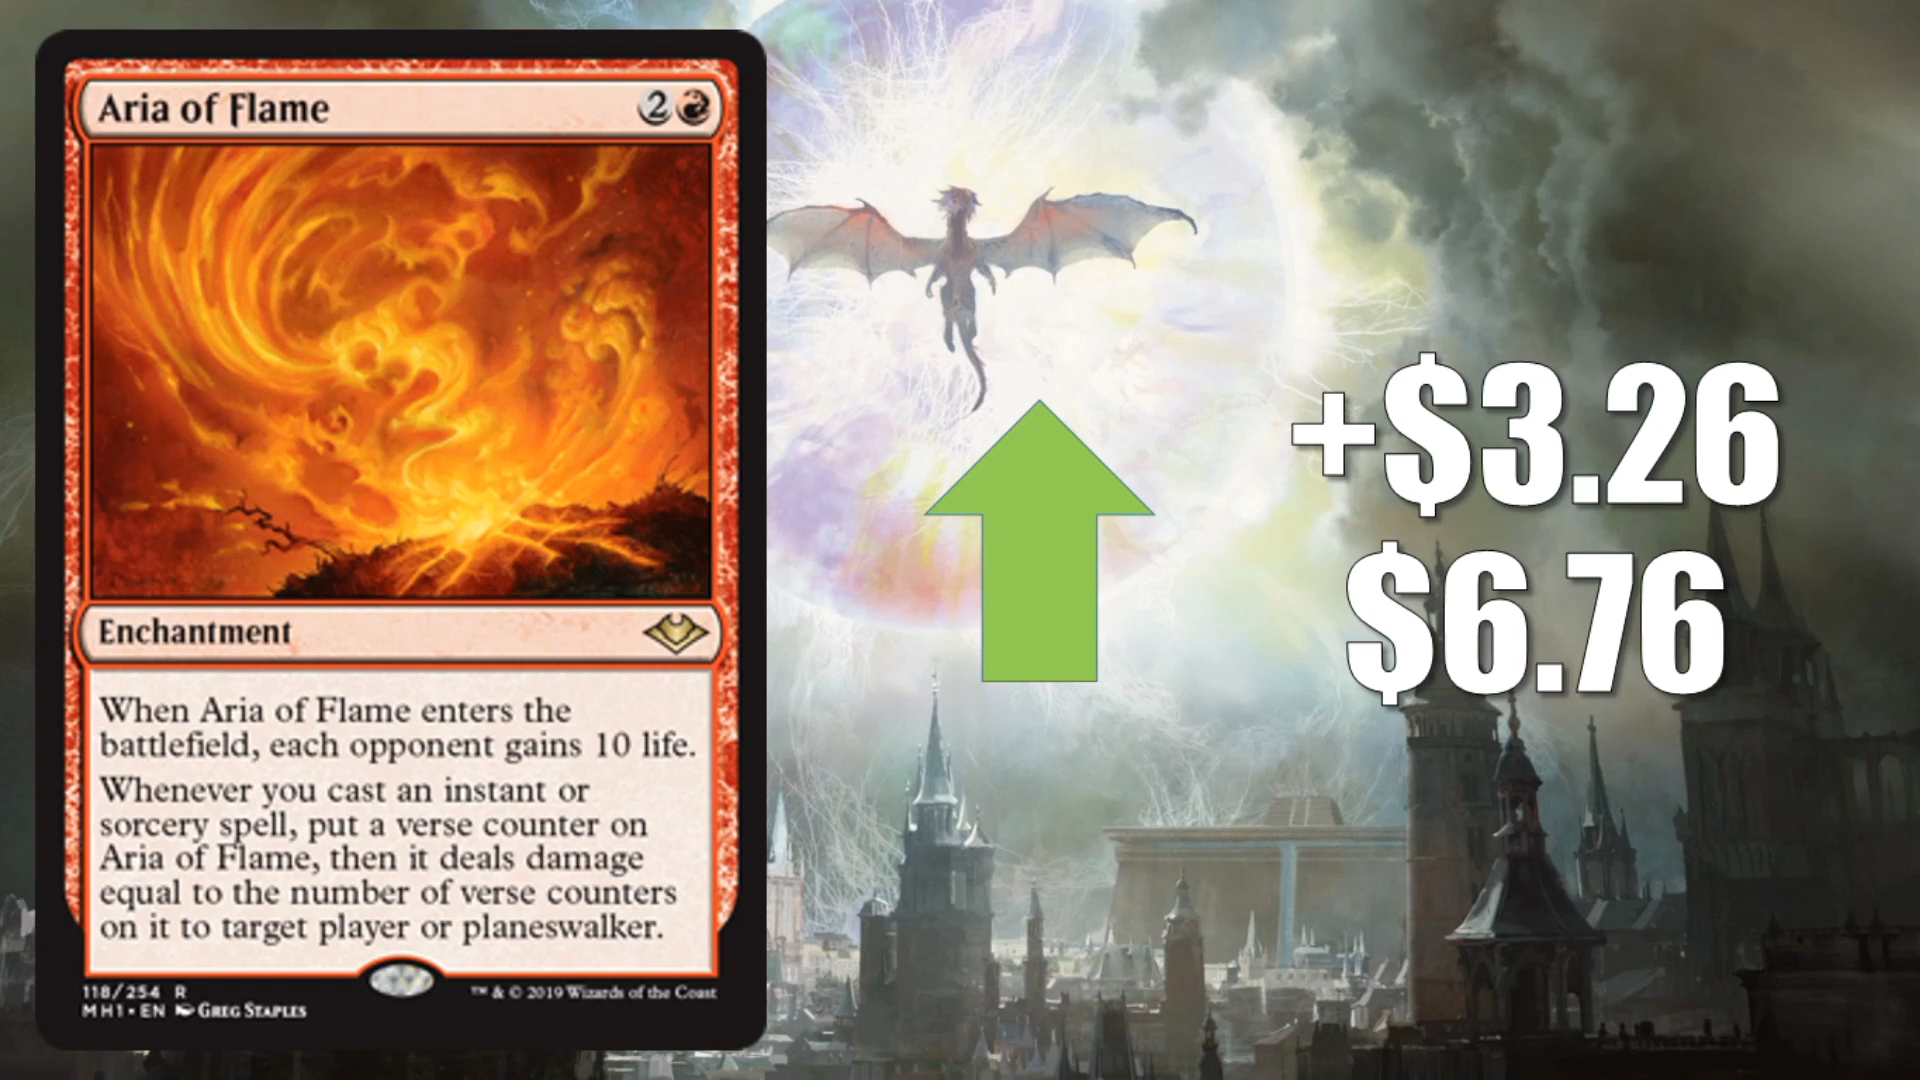 Aria of Flame 2
Enchantment
When Aria of Flame enters the
battlefield, each opponent gains 10 life.
Whenever you cast an instant or
sorcery spell, put a verse counter on
Aria of Flame, then it deals damage
equal to the number of verse counters
on it to target player or planeswalker.
118/254 R
MH1 • EN GREG STAPLES
™ & © 2019 Wizards of the Coast
+$3.26
$6.76